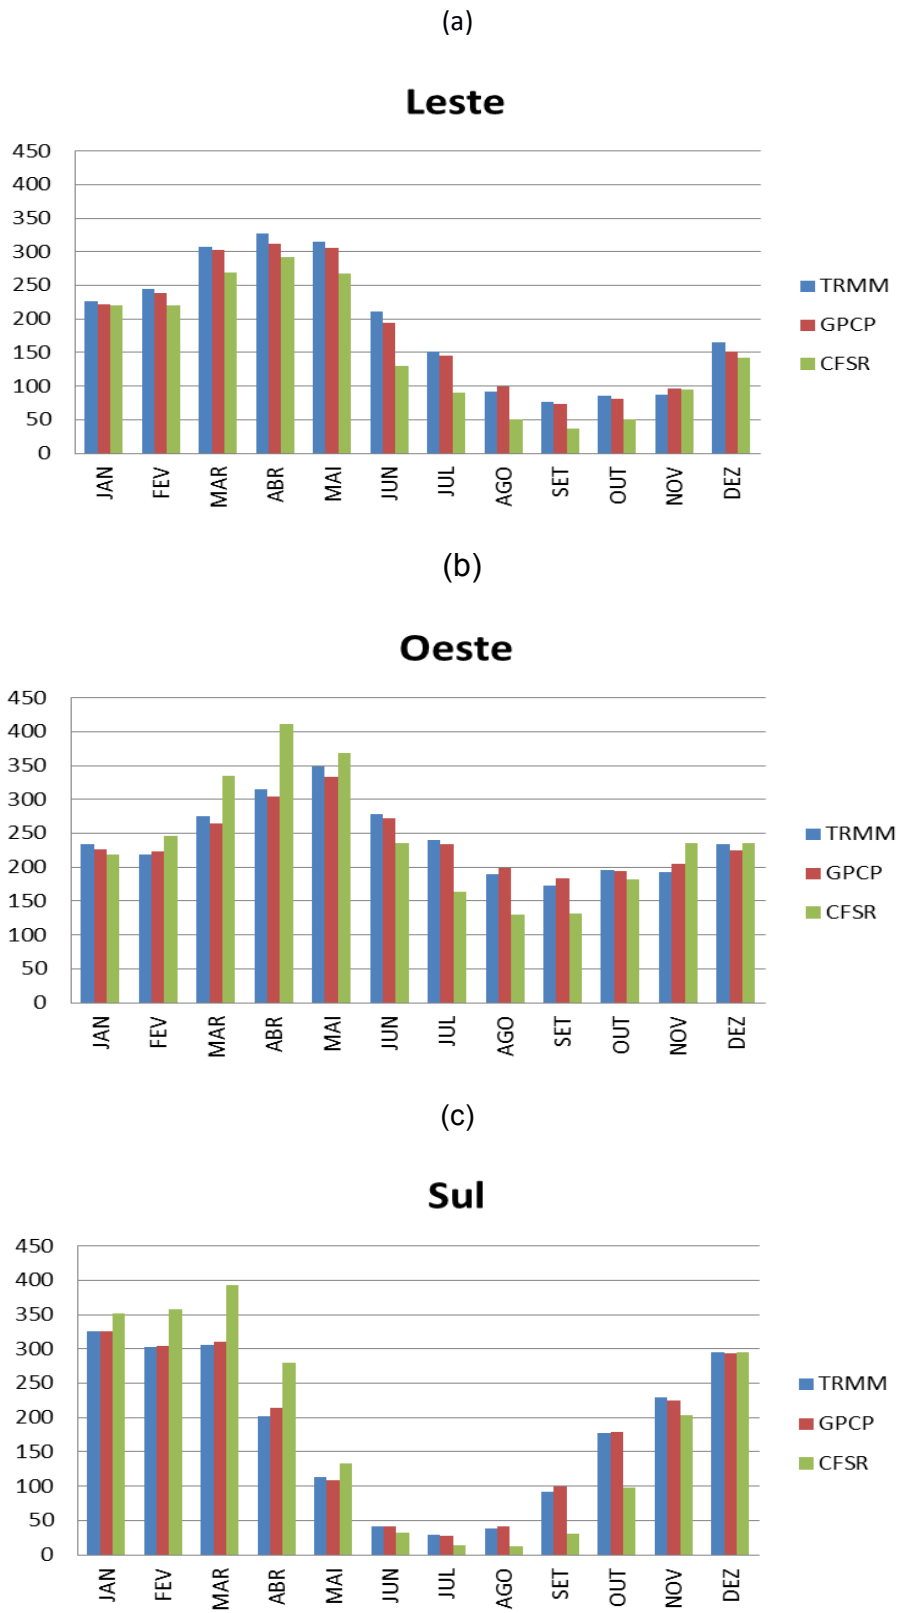 (a)
Leste
450
400
350
300
250
200
150
100
50
0
JAN FEV MAR ABR MAI JUN JUL AGO SET OUT NOV DEZ
TRMM
GPCP
CFSR
(b)
Oeste
450
400
350
300
250
200
150
100
50
0
JAN FEV MAR ABR MAI JUN JUL AGO SET OUT NOV DEZ
TRMM
GPCP
CFSR
(c)
Sul
450
400
350
300
250
200
150
100
50
0
JAN FEV MAR ABR MAI JUN JUL AGO SET OUT NOV DEZ
TRMM
GPCP
CFSR